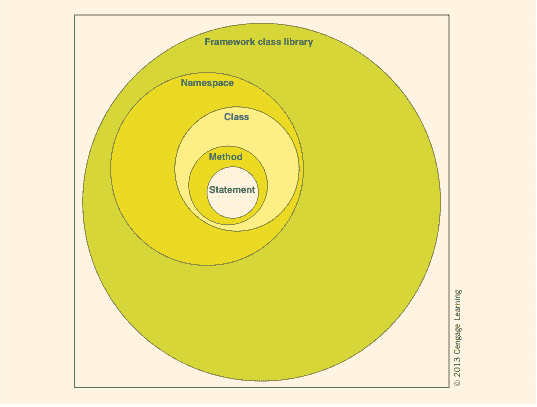 Framework class library
Namespace
Class
Method
Statement
© 2013 Cengage Learning